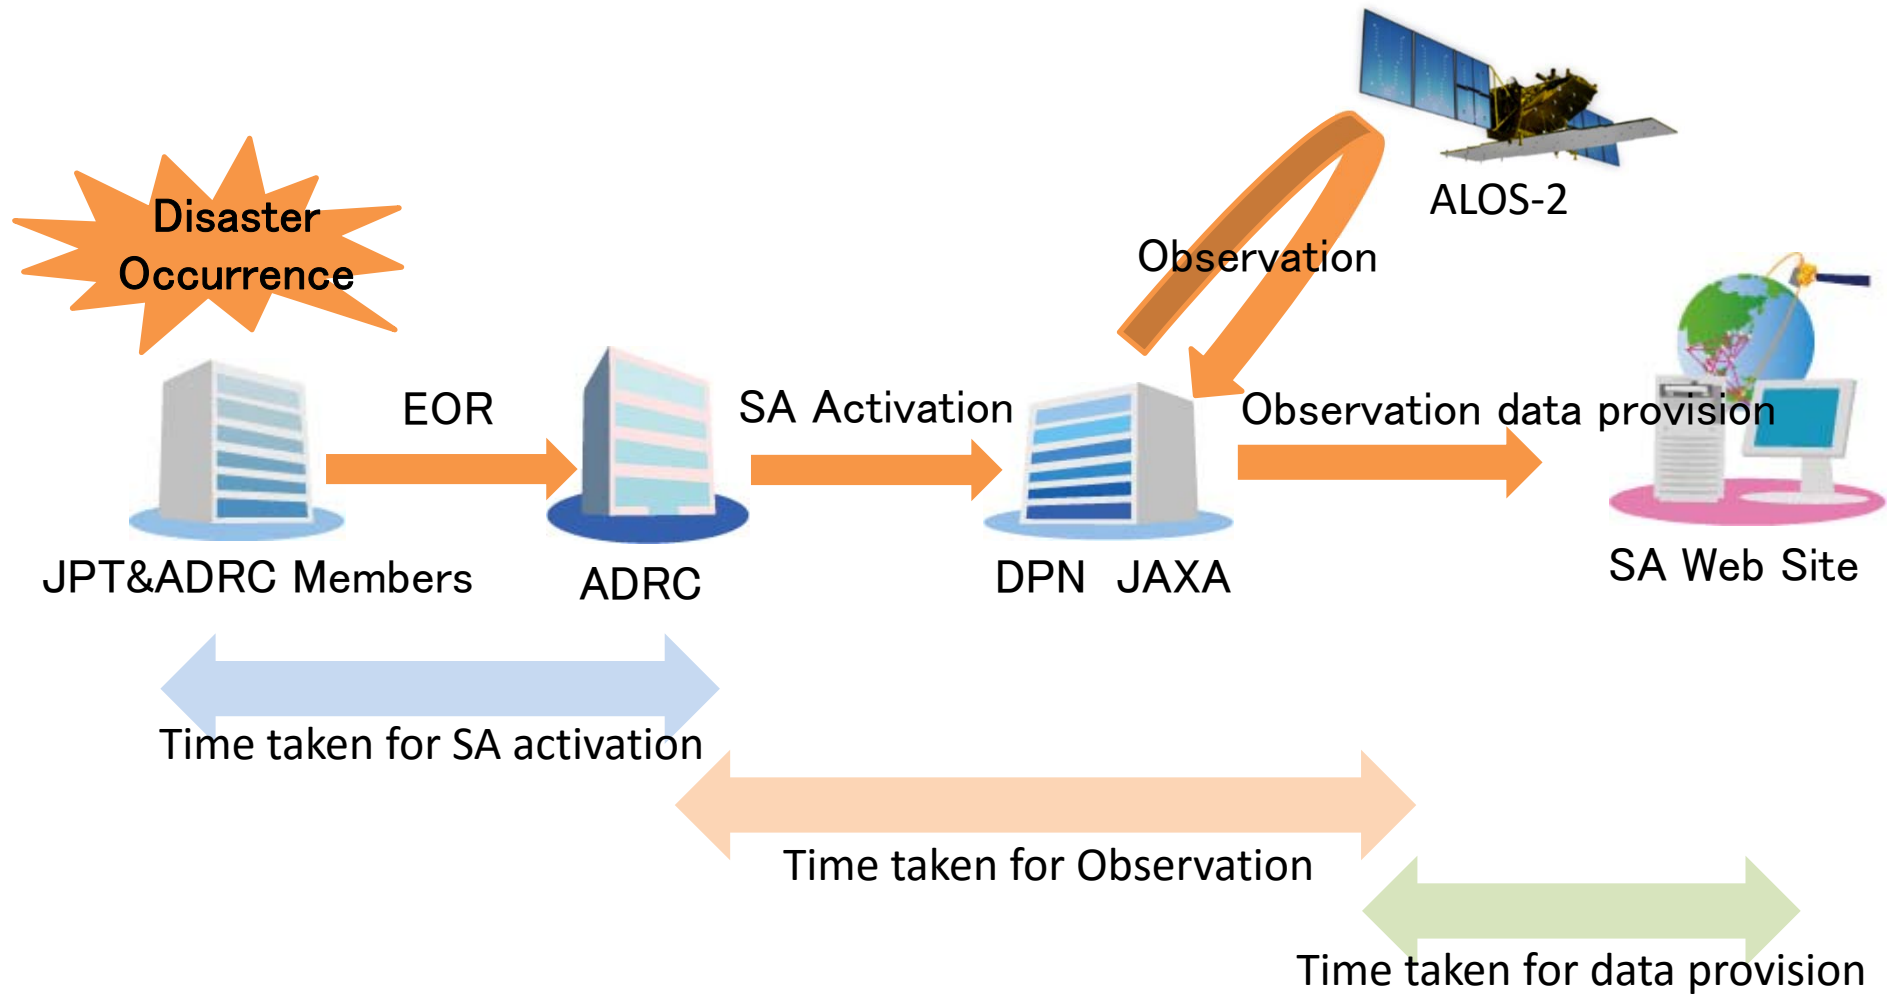 Disaster
Occurrence
ALOS-2
Observation
EOR
SA Activation
Observation data provision
JPT&ADRC Members
ADRC
DPN JAXA
SA Web Site
Time taken for SA activation
Time taken for Observation
Time taken for data provision